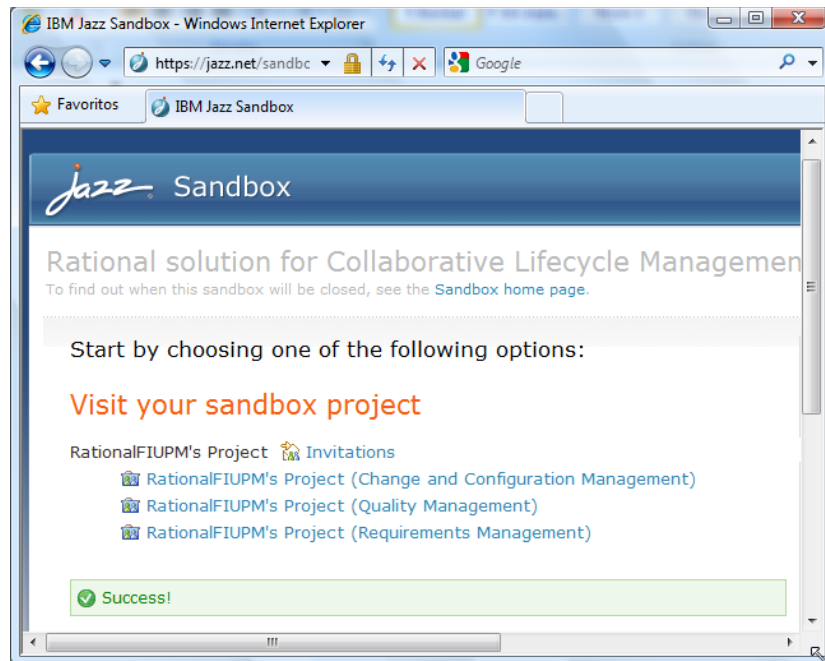 IBM Jazz Sandbox - Windows Internet Explorer
https://jazz.net/sandbc
Google
Favoritos
IBM Jazz Sandbox
jazz Sandbox
Rational solution for Collaborative Lifecycle Managemen
To find out when this sandbox will be closed, see the Sandbox home page.
Start by choosing one of the following options:
Visit your sandbox project
RationalFIUPM's Project Invitations
RationalFIUPM's Project (Change and Configuration Management)
RationalFIUPM's Project (Quality Management)
RationalFIUPM's Project (Requirements Management)
Success!